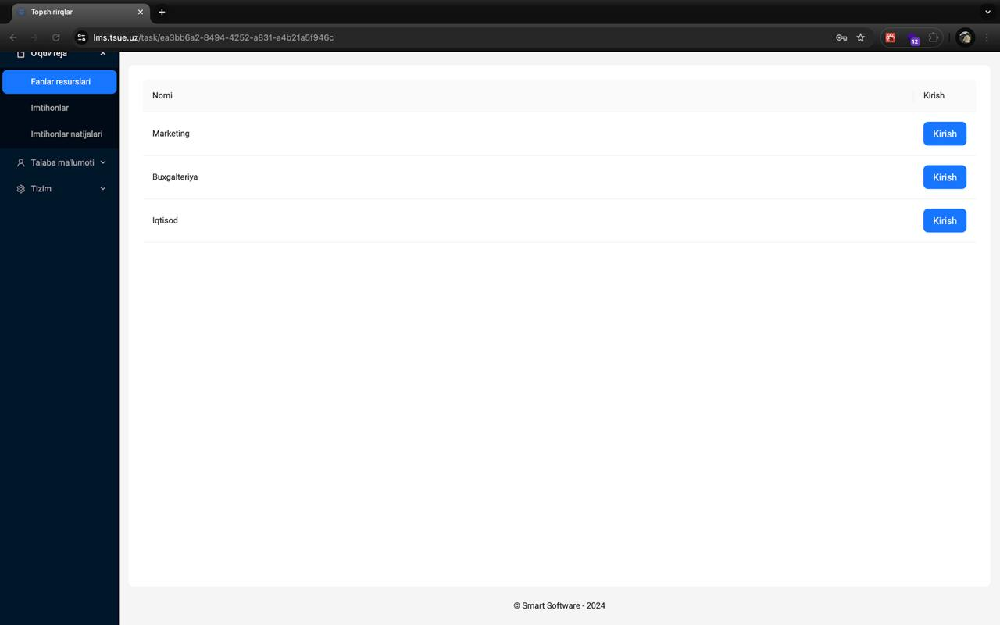 Topshirirqlar
lms.tsue.uz/task/ea3bb6a2-8494-4252-a831-a4b21a5f946c
12
O'quv reja
Fanlar resurslari
Imtihonlar
Imtihonlar natijalari
Talaba ma'lumoti
Tizim
Nomi Kirish
Marketing Kirish
Buxgalteriya Kirish
Iqtisod Kirish
© Smart Software - 2024